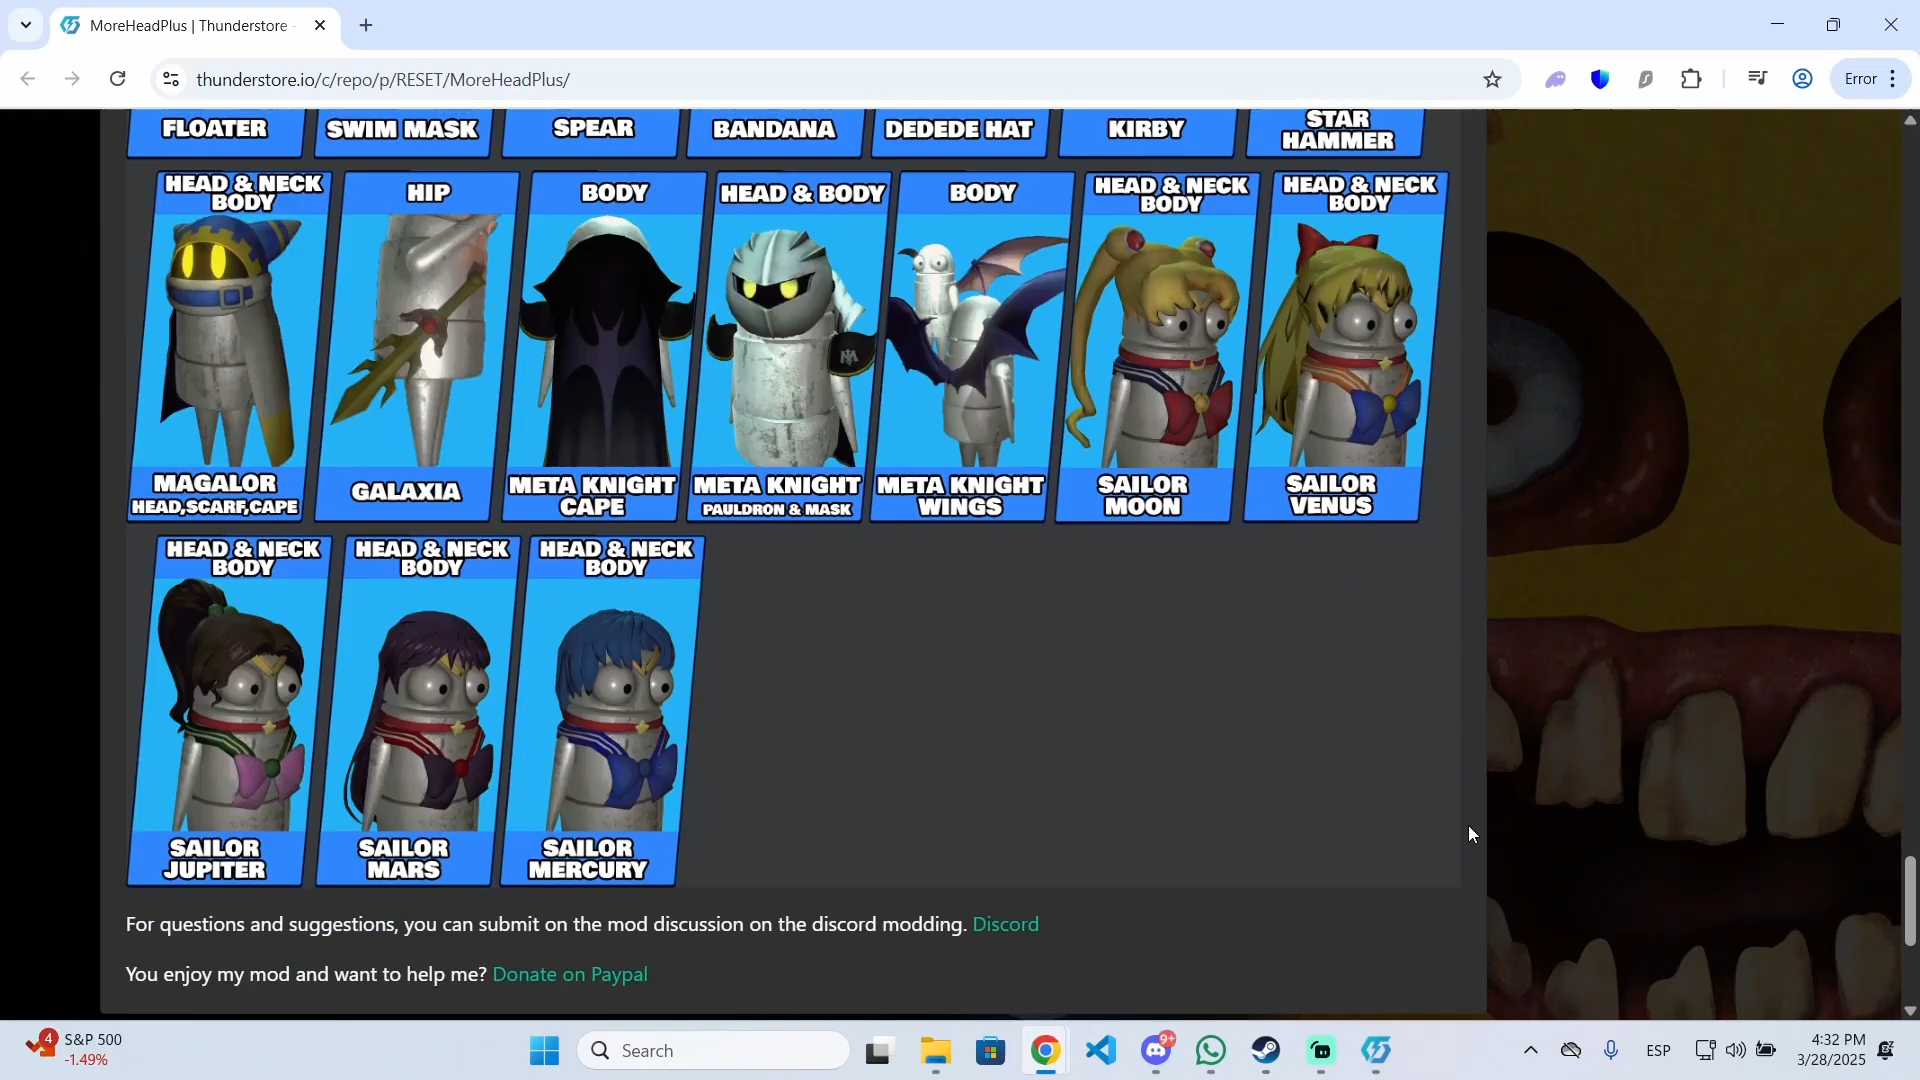 MoreHeadPlus | Thunderstore -
thunderstore.io/c/repo/p/RESET/MoreHeadPlus/
Error
FLOATER
SWIM MASK
SPEAR
BANDANA
DEDEDE HAT
KIRBY
STAR
HAMMER
HEAD & NECK
BODY
HIP
BODY
HEAD & BODY
BODY
HEAD & NECK
BODY
HEAD & NECK
BODY
MAGALOR
HEAD,SCARF,CAPE
GALAXIA
META KNIGHT
CAPE
META KNIGHT
PAULDRON & MASK
META KNIGHT
WINGS
SAILOR
MOON
SAILOR
VENUS
HEAD & NECK
BODY
HEAD & NECK
BODY
HEAD & NECK
BODY
SAILOR
JUPITER
SAILOR
MARS
SAILOR
MERCURY
For questions and suggestions, you can submit on the mod discussion on the discord modding. Discord
You enjoy my mod and want to help me? Donate on Paypal
4
S&P 500
-1.49%
Search
9+
ESP
4:32 PM
3/28/2025